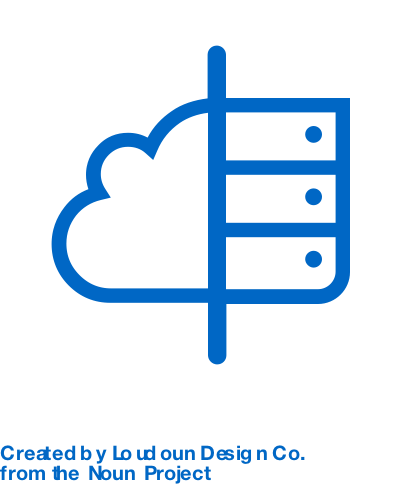 Created by Loudoun Design Co.
from the Noun Project